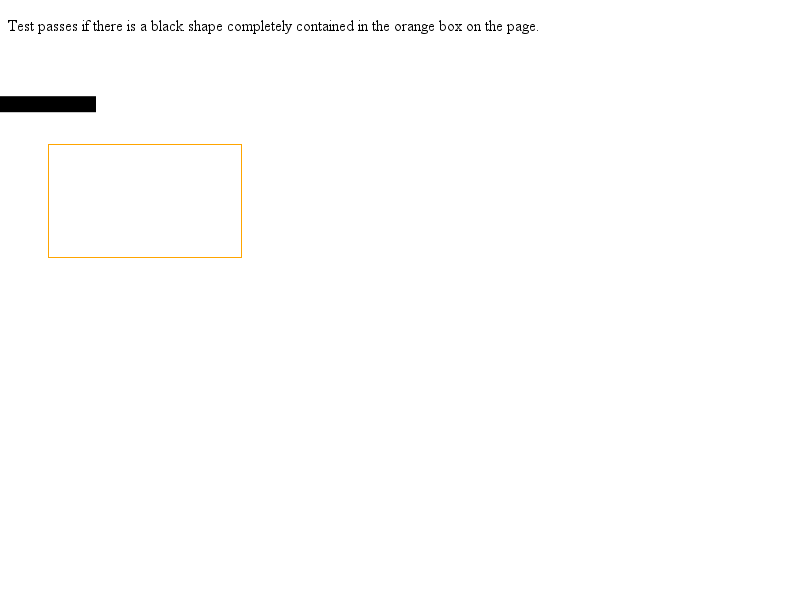 Test passes if there is a black shape completely contained in the orange box on the page.